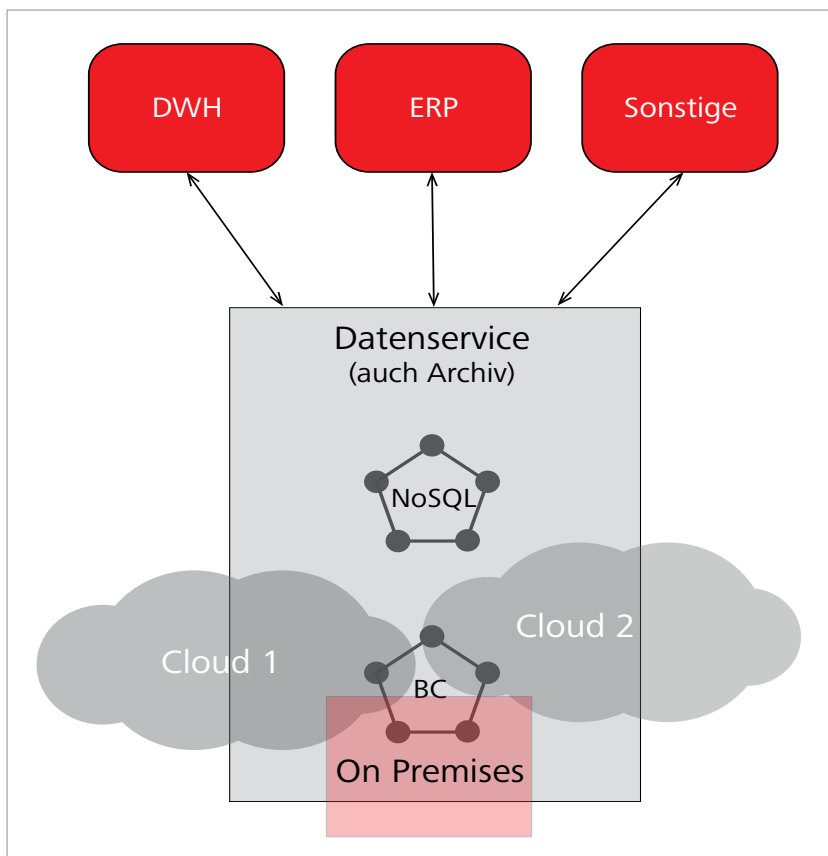 DWH
ERP
Sonstige
Datenservice
(auch Archiv)
NoSQL
Cloud 2
Cloud 1
BC
On Premises